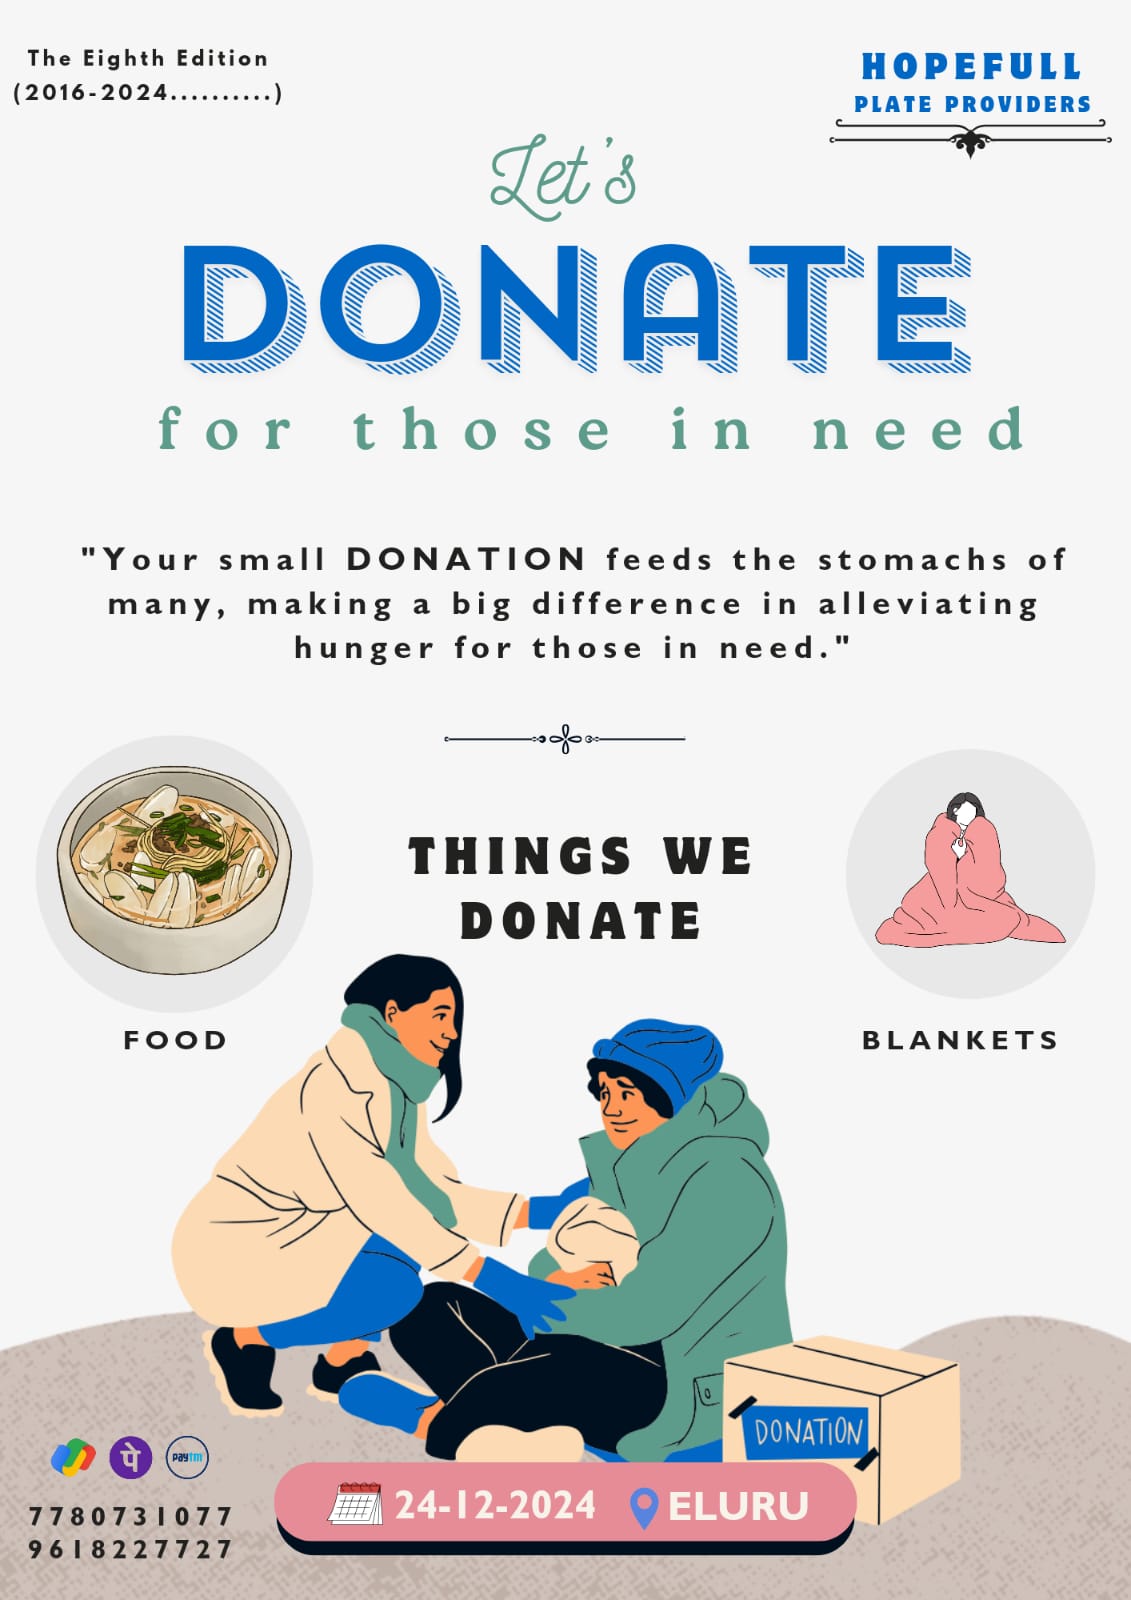 The Eighth Edition
(2016-2024..........)
HOPEFULL
PLATE PROVIDERS
Let's
DONATE
for those in need
"Your small DONATION feeds the stomachs of
many, making a big difference in alleviating
hunger for those in need."
THINGS WE
DONATE
FOOD
BLANKETS
DONATION
पे
paytm
7780731077
9618227727
24-12-2024
ELURU